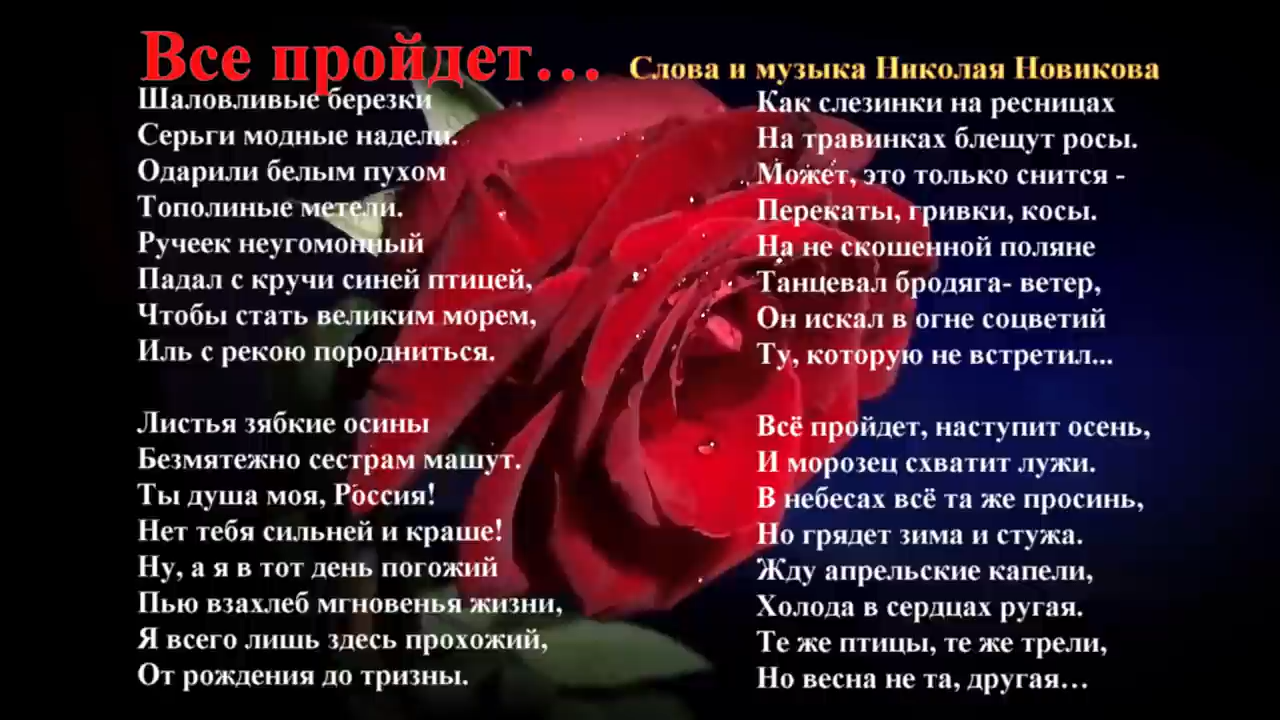 Все пройдет...
Слова и музыка Николая Новикова
Шаловливые березки
Серьги модные надели.
Одарили белым пухом
Тополиные метели.
Ручеек неугомонный
Падал с кручи синей птицей,
Чтобы стать великим морем,
Иль с рекою породниться.
Листья зябкие осины
Безмятежно сестрам машут.
Ты душа моя, Россия!
Нет тебя сильней и краше!
Ну, а я в тот день погожий
Пью взахлеб мгновенья жизни,
Я всего лишь здесь прохожий,
От рождения до тризны.
Как слезинки на ресницах
На травинках блещут росы.
Может, это только снится -
Перекаты, гривки, косы.
На не скошенной поляне
Танцевал бродяга- ветер,
Он искал в огне соцветий
Ту, которую не встретил...
Всё пройдет, наступит осень,
И морозец схватит лужи.
В небесах всё та же просинь,
Но грядет зима и стужа.
Жду апрельские капели,
Холода в сердцах ругая.
Те же птицы, те же трели,
Но весна не та, другая…